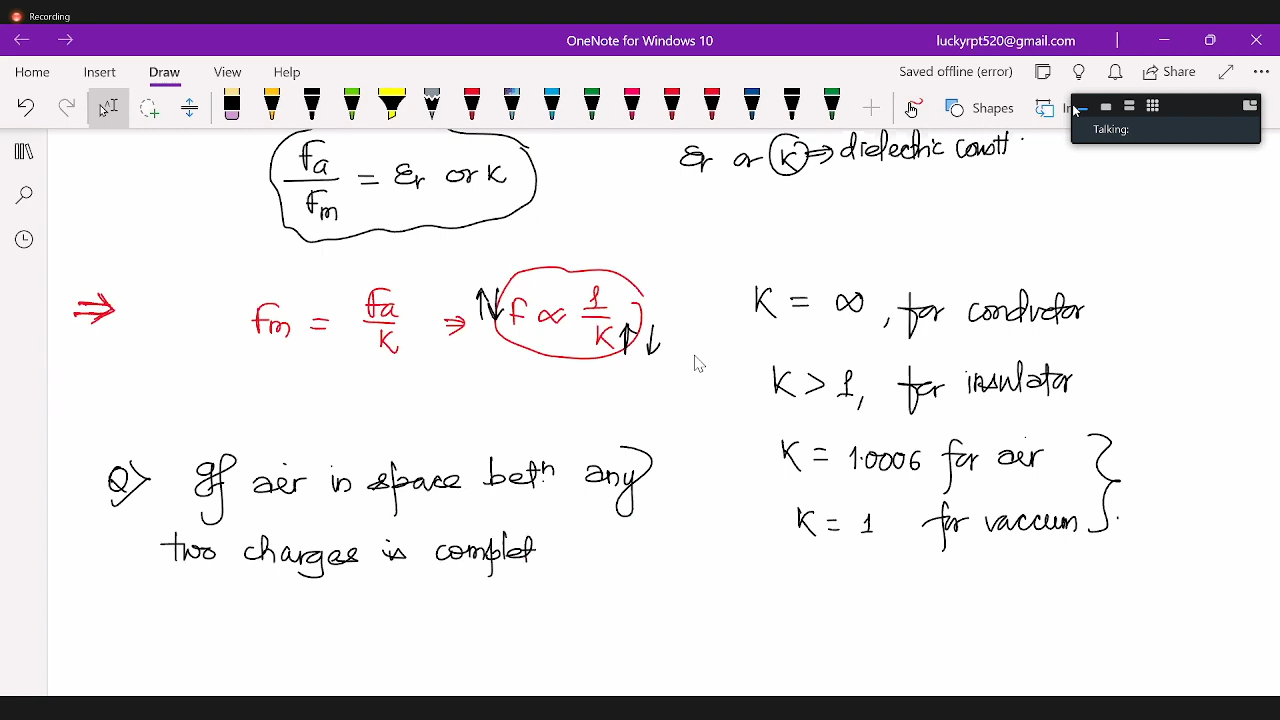 Recording
OneNote for Windows 10
luckyrpt520@gmail.com
Home Insert Draw View Help
Saved offline (error)
Share
Shapes
In
Talking:
fa/fm = εr or K
εr or K ⇒ dielectric constt.
⇒ fm = fa/K ⇒ ↑↓ f ∝ 1/K ↑↓
K = ∞, for conductor
K > 1, for insulator
K = 1.0006 for air
K = 1 for vaccum
Q> If air in space betn any
two charges is complet